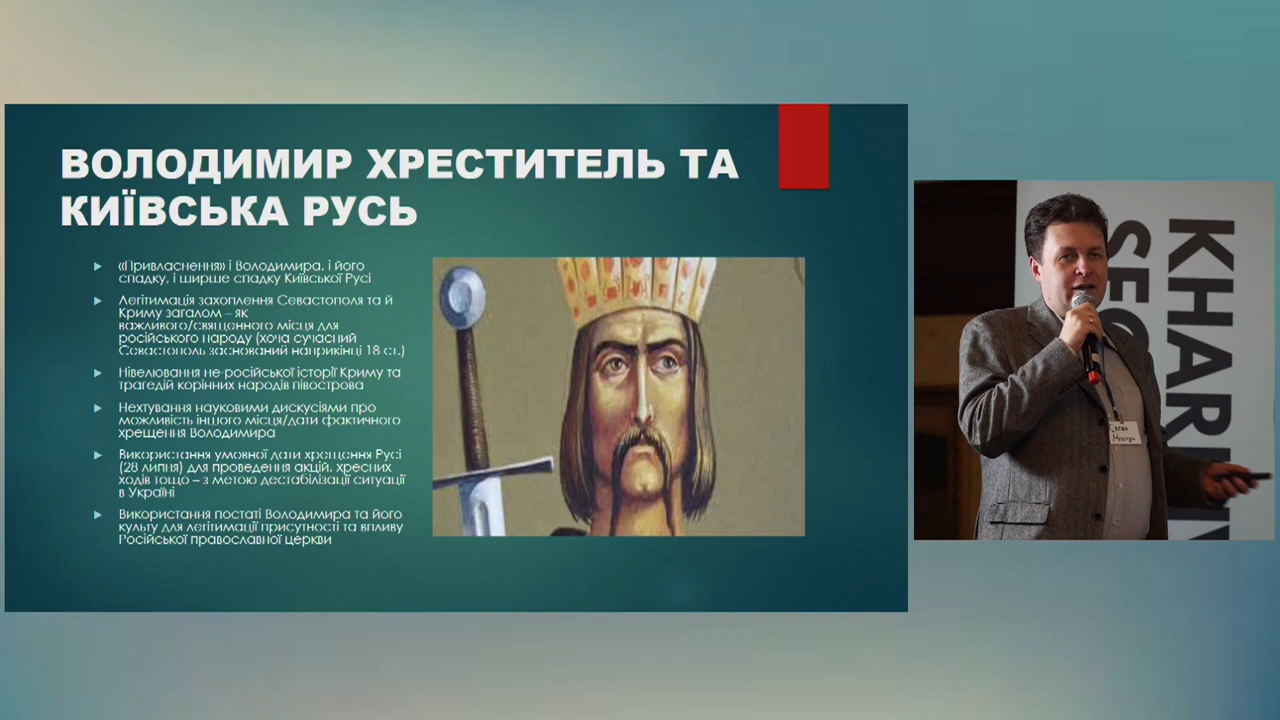 ВОЛОДИМИР ХРЕСТИТЕЛЬ ТА
КИЇВСЬКА РУСЬ
«Привласнення» і Володимира, і його
спадку, і ширше спадку Київської Русі
Легітимація захоплення Севастополя та й
Криму загалом – як
важливого/священного місця для
російського народу (хоча сучасний
Севастополь заснований наприкінці 18 ст.)
Нівелювання не-російської історії Криму та
трагедій корінних народів півострова
Нехтування науковими дискусіями про
можливість іншого місця/дати фактичного
хрещення Володимира
Використання умовної дати хрещення Русі
(28 липня) для проведення акцій, хресних
ходів тощо – з метою дестабілізації ситуації
в Україні
Використання постаті Володимира та його
культу для легітимації присутності та впливу
Російської православної церкви
KHAR
SEC